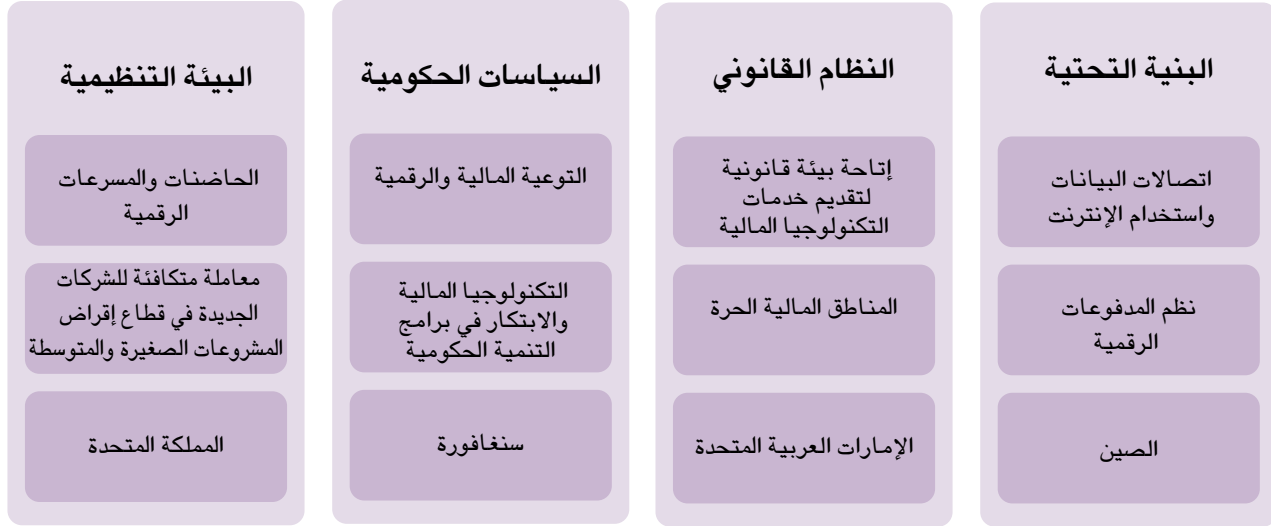 البنية التحتية
اتصالات البيانات
واستخدام الإنترنت
نظم المدفوعات
الرقمية
الصين
النظام القانوني
إتاحة بيئة قانونية
لتقديم خدمات
التكنولوجيا المالية
المناطق المالية الحرة
الإمارات العربية المتحدة
السياسات الحكومية
التوعية المالية والرقمية
التكنولوجيا المالية
والابتكار في برامج
التنمية الحكومية
سنغافورة
البيئة التنظيمية
الحاضنات والمسرعات
الرقمية
معاملة متكافئة للشركات
الجديدة في قطاع إقراض
المشروعات الصغيرة والمتوسطة
المملكة المتحدة